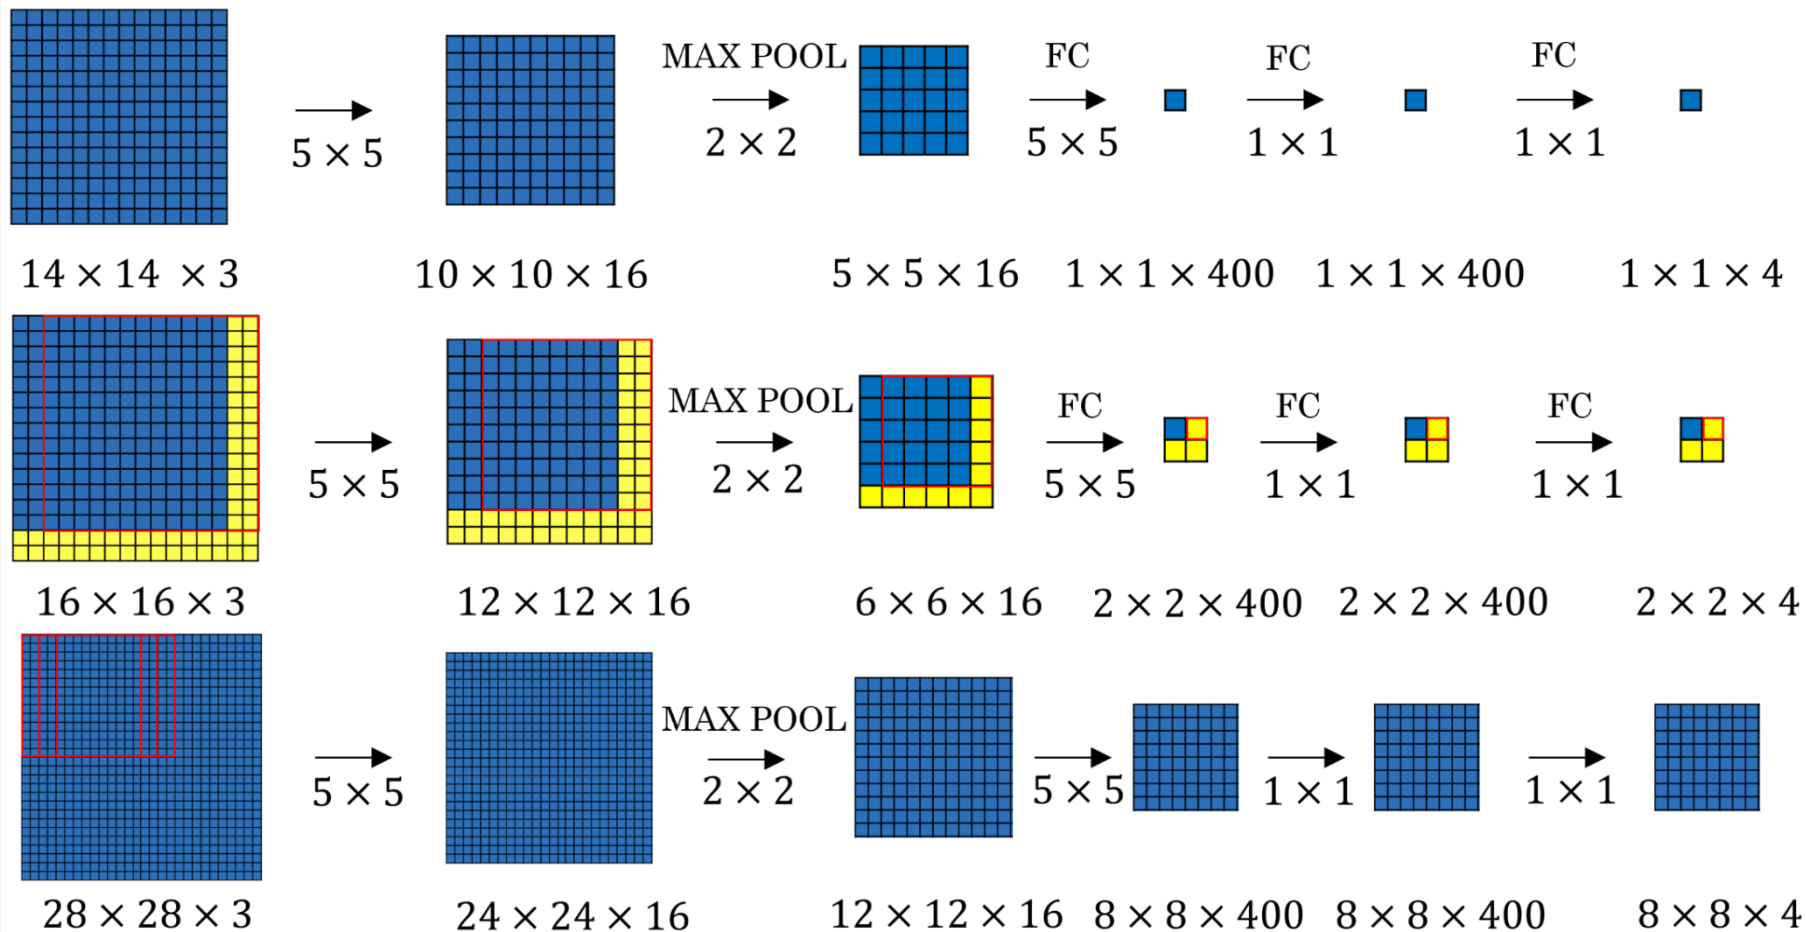 MAX POOL FC FC FC
5 × 5 2 × 2 5 × 5 1 × 1 1 × 1
14 × 14 × 3 10 × 10 × 16 5 × 5 × 16 1 × 1 × 400 1 × 1 × 400 1 × 1 × 4
MAX POOL FC FC FC
5 × 5 2 × 2 5 × 5 1 × 1 1 × 1
16 × 16 × 3 12 × 12 × 16 6 × 6 × 16 2 × 2 × 400 2 × 2 × 400 2 × 2 × 4
MAX POOL
5 × 5 2 × 2 5 × 5 1 × 1 1 × 1
28 × 28 × 3 24 × 24 × 16 12 × 12 × 16 8 × 8 × 400 8 × 8 × 400 8 × 8 × 4